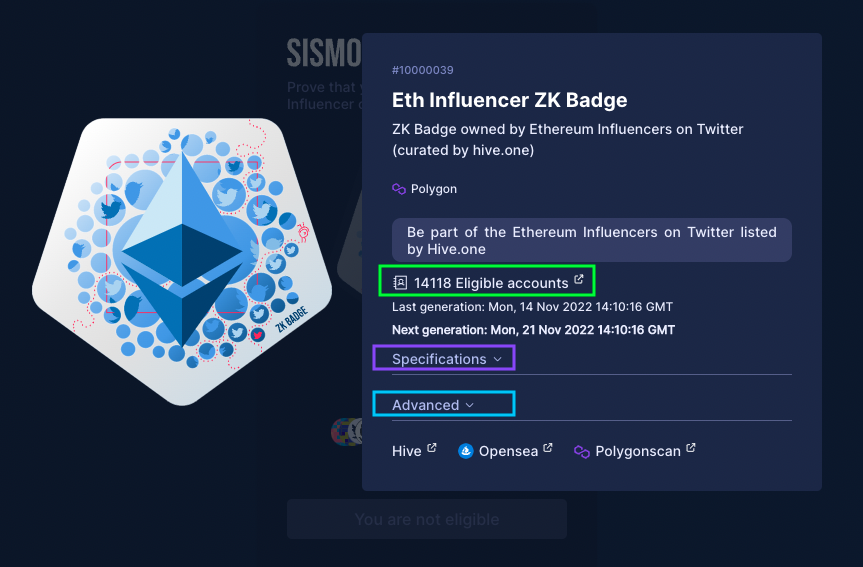 SISMO
Prove that
Influencer
#10000039
Eth Influencer ZK Badge
ZK Badge owned by Ethereum Influencers on Twitter
(curated by hive.one)
Polygon
Be part of the Ethereum Influencers on Twitter listed
by Hive.one
14118 Eligible accounts
Last generation: Mon, 14 Nov 2022 14:10:16 GMT
Next generation: Mon, 21 Nov 2022 14:10:16 GMT
Specifications
Advanced
Hive Opensea Polygonscan
ZK BADGE
You are not eligible